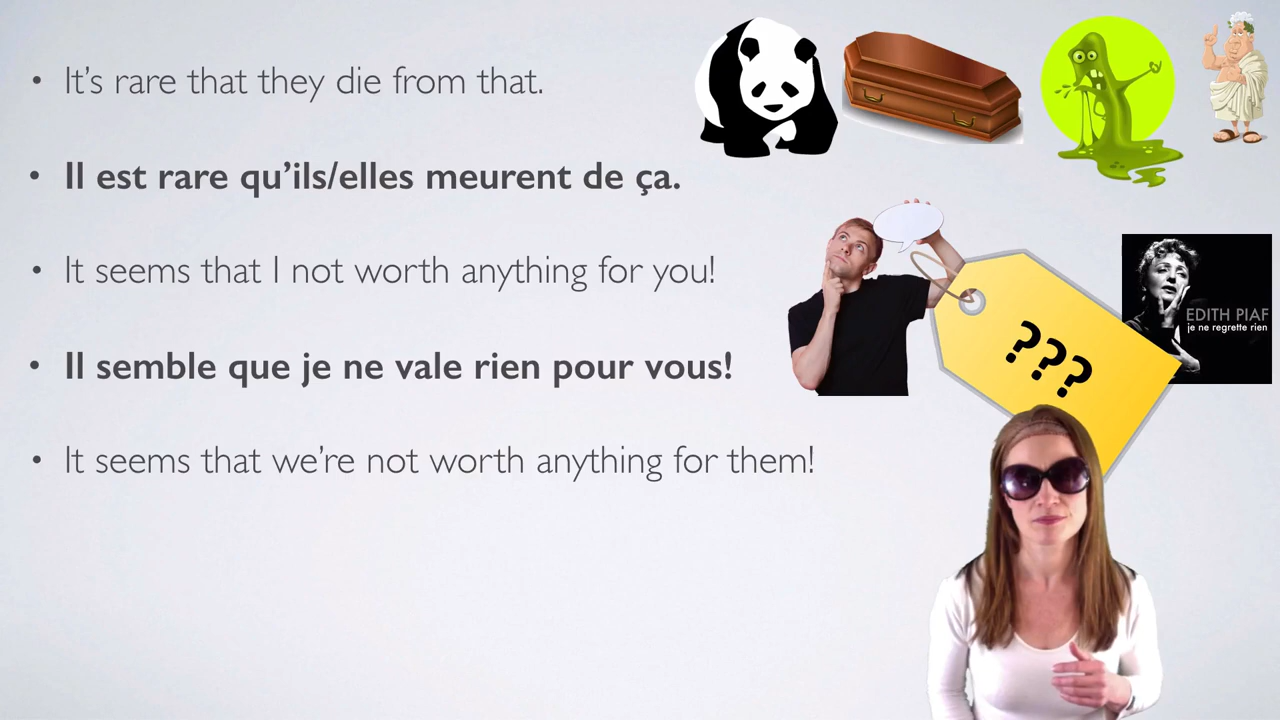 • It's rare that they die from that.
• Il est rare qu'ils/elles meurent de ça.
• It seems that I not worth anything for you!
• Il semble que je ne vale rien pour vous!
• It seems that we're not worth anything for them!
???
EDITH PIAF
je ne regrette rien